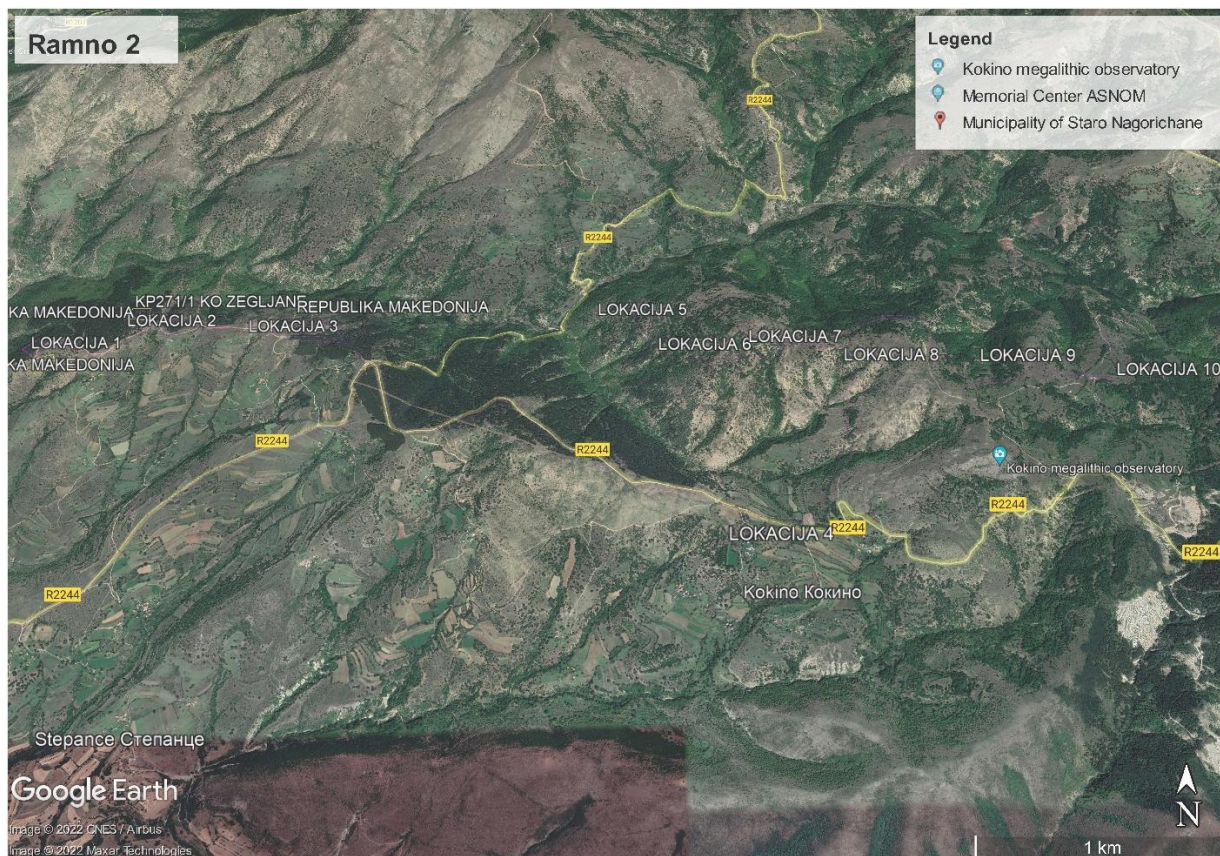 Ramno 2
Legend
Kokino megalithic observatory
Memorial Center ASNOM
Municipality of Staro Nagorichane
R2244
R2244
KA MAKEDONIJA
KP271/1 KO ZEGLJANE
REPUBLIKA MAKEDONIJA
LOKACIJA 1
LOKACIJA 2
LOKACIJA 3
LOKACIJA 5
LOKACIJA 6
LOKACIJA 7
LOKACIJA 8
LOKACIJA 9
LOKACIJA 10
KA MAKEDONIJA
R2244
R2244
Kokino megalithic observatory
R2244
LOKACIJA 4
R2244
R2244
R2244
Kokino Кокино
Stepance Степанце
Google Earth
Image © 2022 CNES / Airbus
Image © 2022 Maxar Technologies
N
1 km